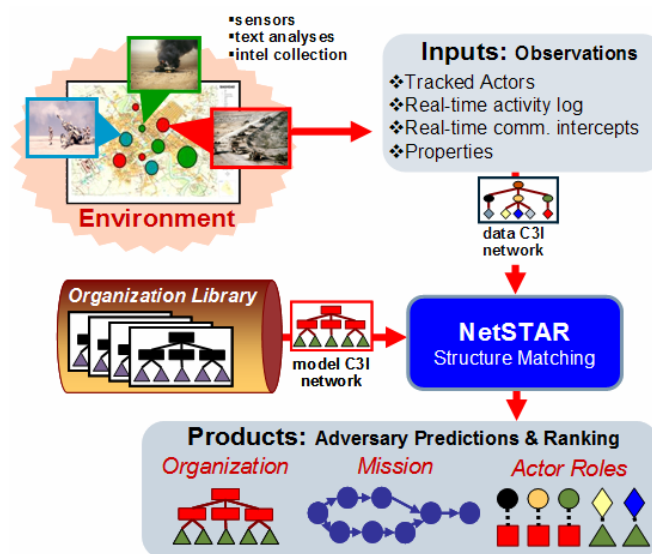 ▪sensors
▪text analyses
▪intel collection
Inputs: Observations
❖Tracked Actors
❖Real-time activity log
❖Real-time comm. intercepts
❖Properties
Environment
data C3I
network
Organization Library
model C3I
network
NetSTAR
Structure Matching
Products: Adversary Predictions & Ranking
Organization
Mission
Actor Roles